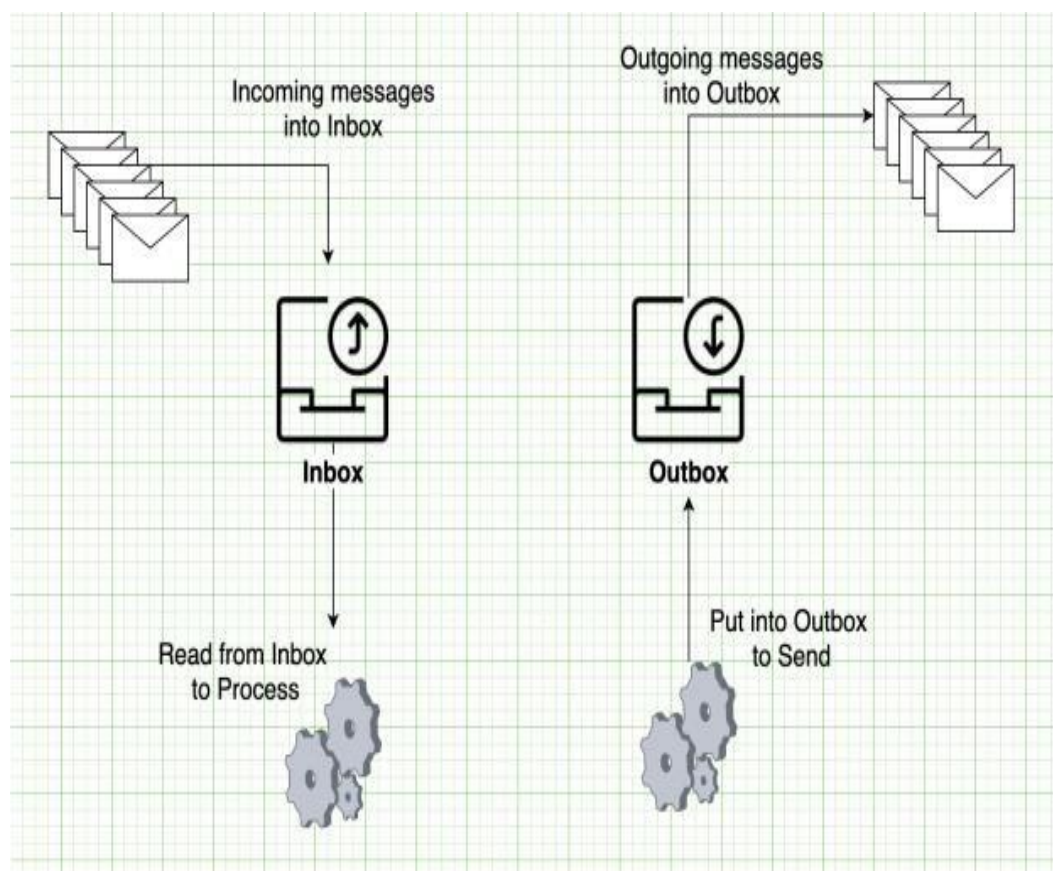 Incoming messages
into Inbox
Outgoing messages
into Outbox
Inbox
Outbox
Read from Inbox
to Process
Put into Outbox
to Send